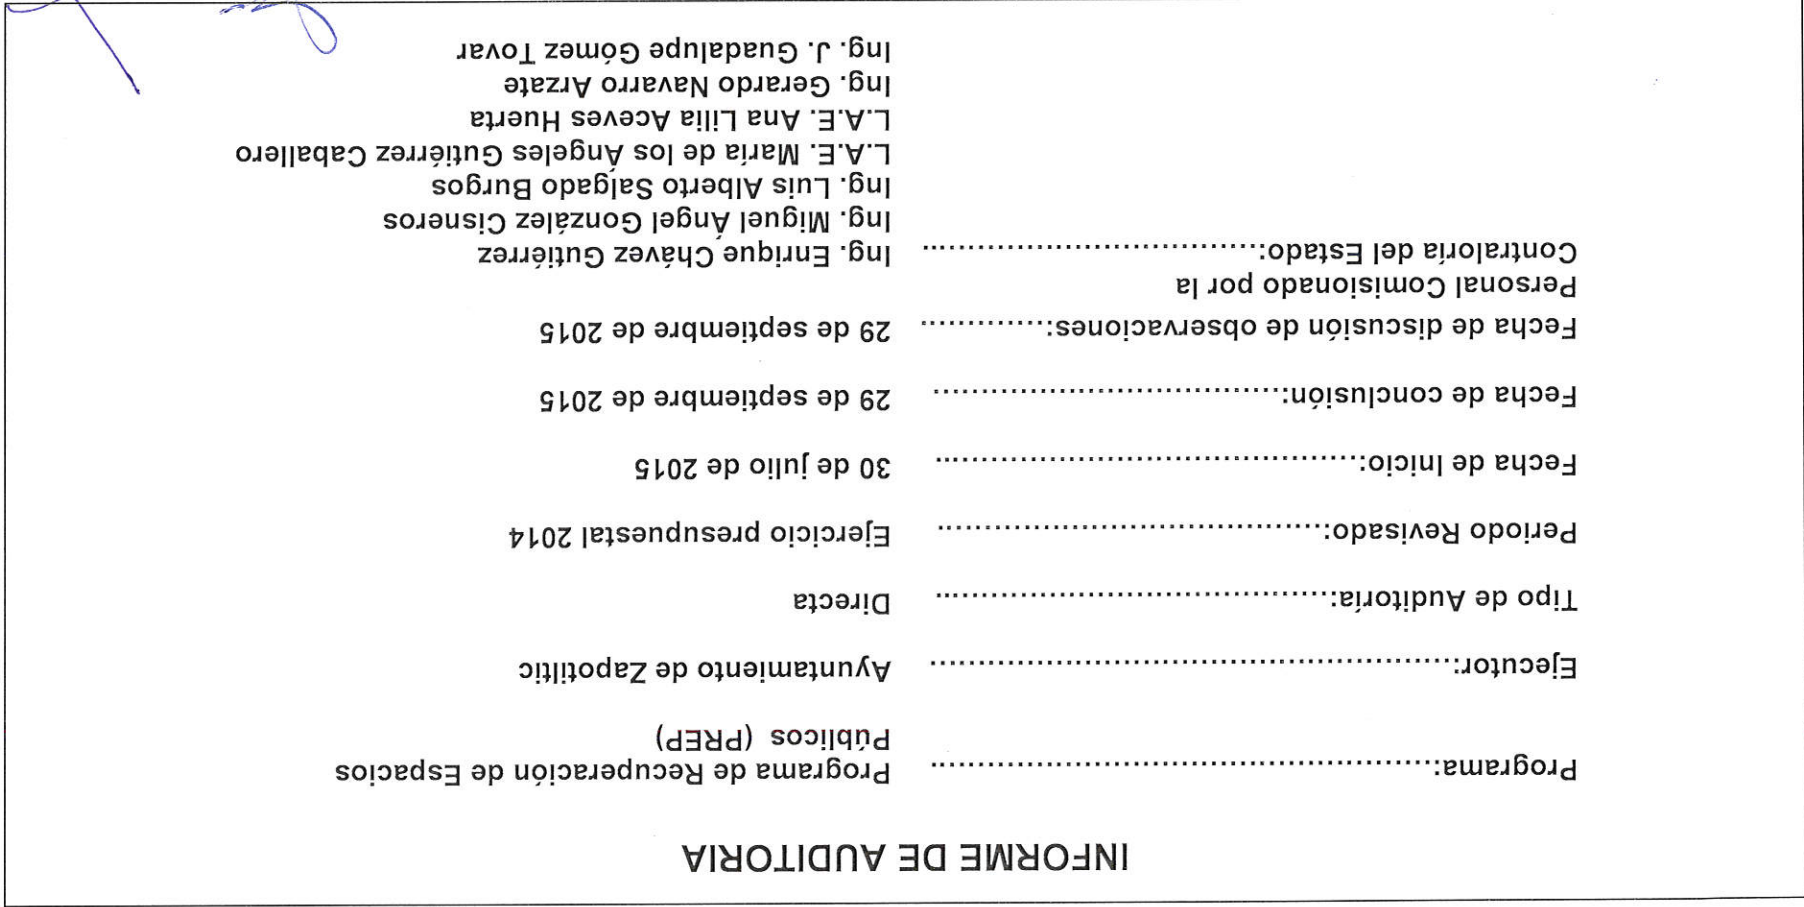 INFORME DE AUDITORIA
Programa:...................................................... Programa de Recuperación de Espacios
Públicos (PREP)
Ejecutor:........................................................ Ayuntamiento de Zapotiltic
Tipo de Auditoría:........................................... Directa
Periodo Revisado:.......................................... Ejercicio presupuestal 2014
Fecha de Inicio:.............................................. 30 de julio de 2015
Fecha de conclusión:...................................... 29 de septiembre de 2015
Fecha de discusión de observaciones:.............. 29 de septiembre de 2015
Personal Comisionado por la
Contraloría del Estado:.................................... Ing. Enrique Chávez Gutiérrez
Ing. Miguel Ángel González Cisneros
Ing. Luis Alberto Salgado Burgos
L.A.E. María de los Ángeles Gutiérrez Caballero
L.A.E. Ana Lilia Aceves Huerta
Ing. Gerardo Navarro Arzate
Ing. J. Guadalupe Gómez Tovar